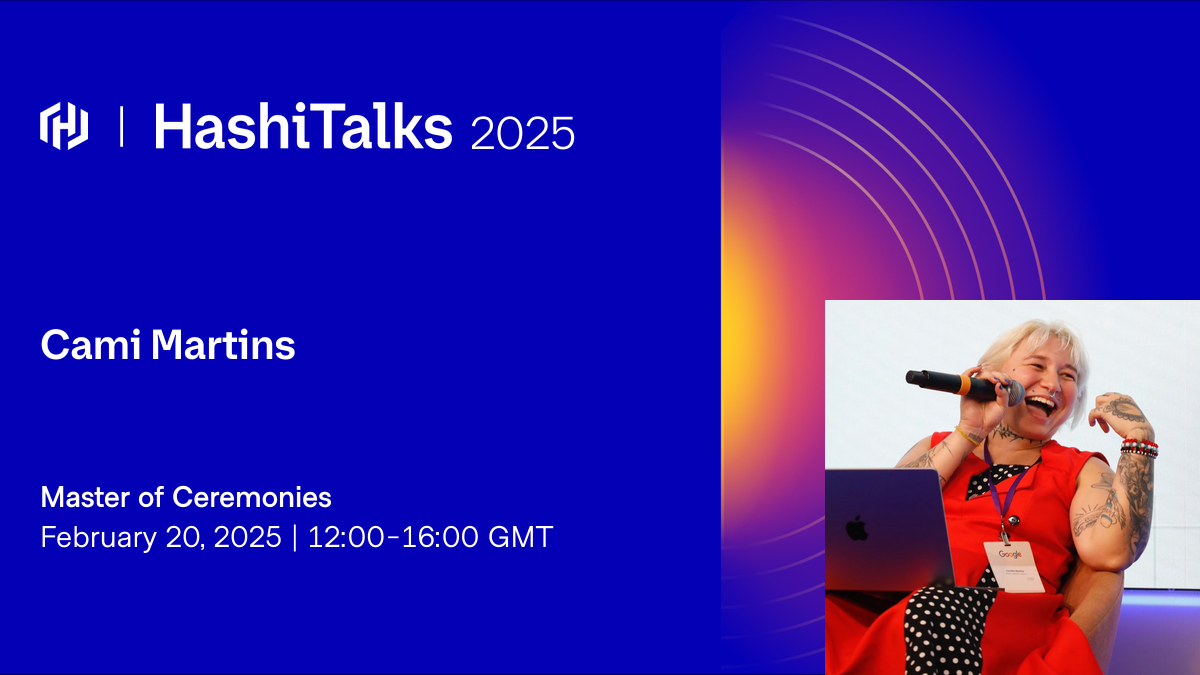 HashiTalks 2025
Cami Martins
Master of Ceremonies
February 20, 2025 | 12:00-16:00 GMT
Google